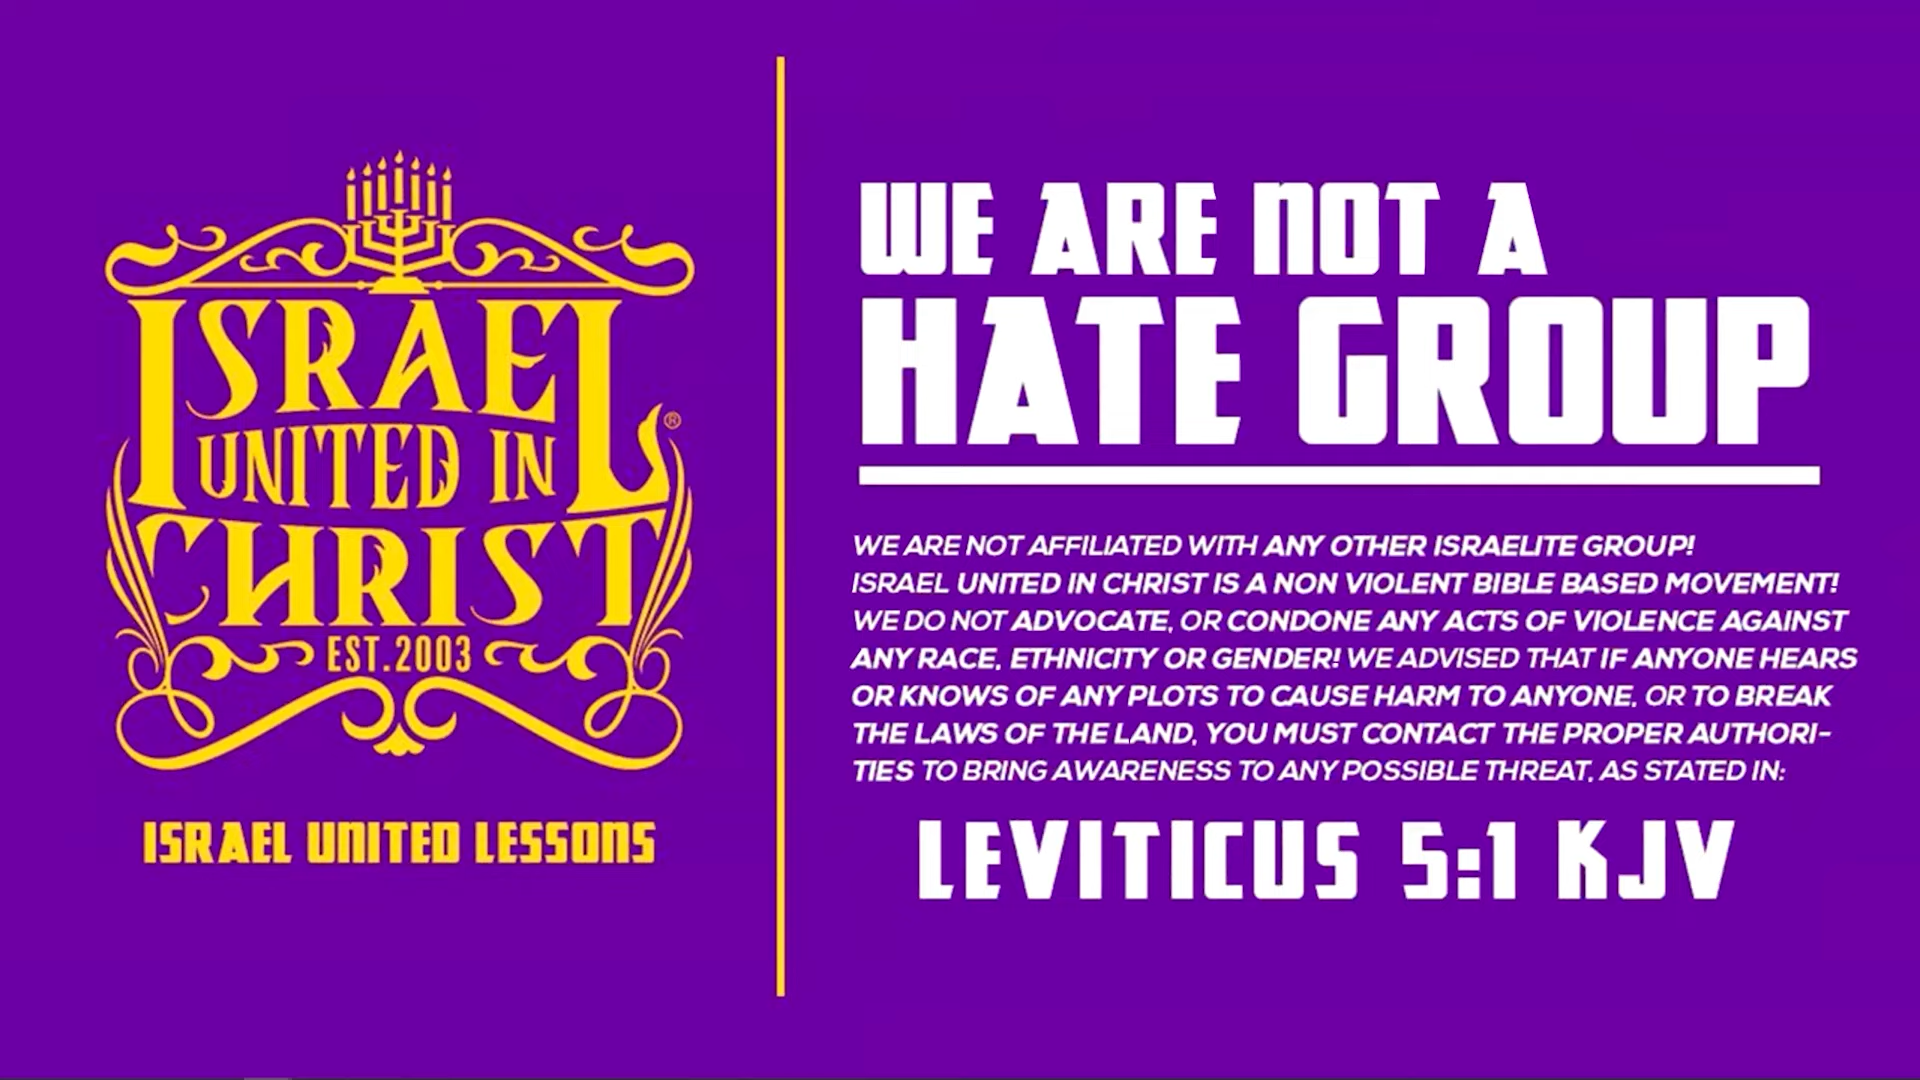 ISRAEL
UNITED IN
CHRIST
®
EST.2003
ISRAEL UNITED LESSONS
WE ARE NOT A
HATE GROUP
WE ARE NOT AFFILIATED WITH ANY OTHER ISRAELITE GROUP!
ISRAEL UNITED IN CHRIST IS A NON VIOLENT BIBLE BASED MOVEMENT!
WE DO NOT ADVOCATE, OR CONDONE ANY ACTS OF VIOLENCE AGAINST
ANY RACE, ETHNICITY OR GENDER! WE ADVISED THAT IF ANYONE HEARS
OR KNOWS OF ANY PLOTS TO CAUSE HARM TO ANYONE, OR TO BREAK
THE LAWS OF THE LAND, YOU MUST CONTACT THE PROPER AUTHORI-
TIES TO BRING AWARENESS TO ANY POSSIBLE THREAT, AS STATED IN:
LEVITICUS 5:1 KJV